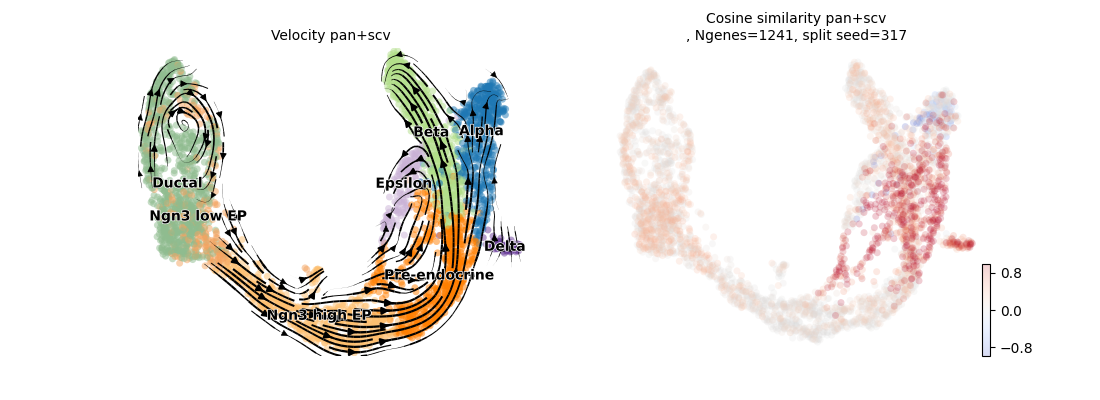 Velocity pan+scv
Beta
Alpha
Ductal
Epsilon
Ngn3 low EP
Delta
Pre-endocrine
Ngn3 high EP
Cosine similarity pan+scv
, Ngenes=1241, split seed=317
0.8
0.0
−0.8